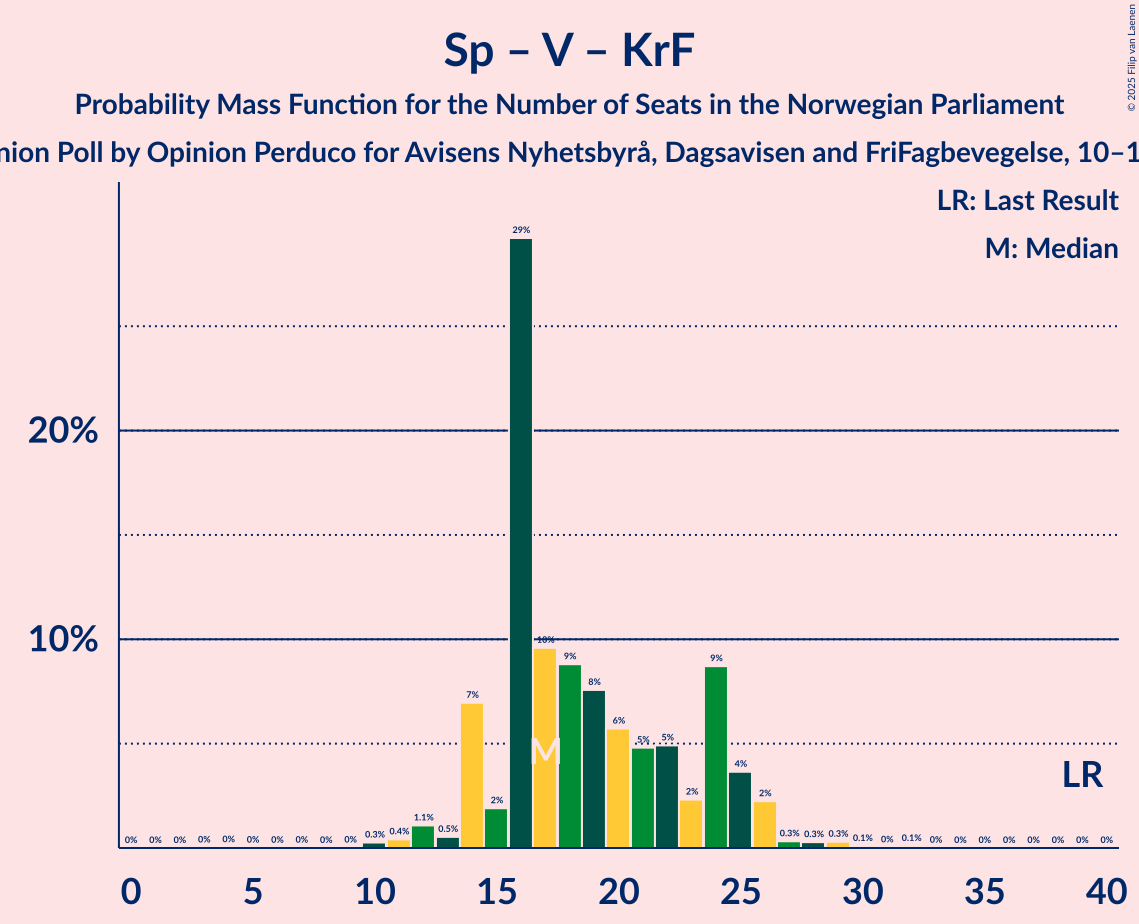 Sp – V – KrF
Probability Mass Function for the Number of Seats in the Norwegian Parliament
Poll by Opinion Perduco for Avisens Nyhetsbyrå, Dagsavisen and FriFagbevegelse,
© 2025 Filip van Laenen
LR: Last Result
M: Median
29%
20%
10%
10%
9%
9%
8%
7%
6%
5%
5%
M
4%
LR
2%
2%
2%
1.1%
0.5%
0.4%
0.3%
0.3% 0.3% 0.3%
0.1% 0% 0.1%
0% 0% 0% 0% 0% 0% 0% 0% 0% 0%
0% 0% 0% 0% 0% 0% 0% 0%
0 5 10 15 20 25 30 35 40